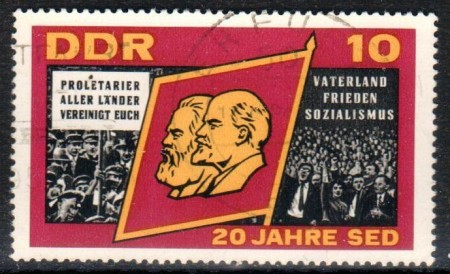 DDR 10
PROLETARIER
ALLER LÄNDER
VEREINIGT EUCH
VATERLAND
FRIEDEN
SOZIALISMUS
20 JAHRE SED